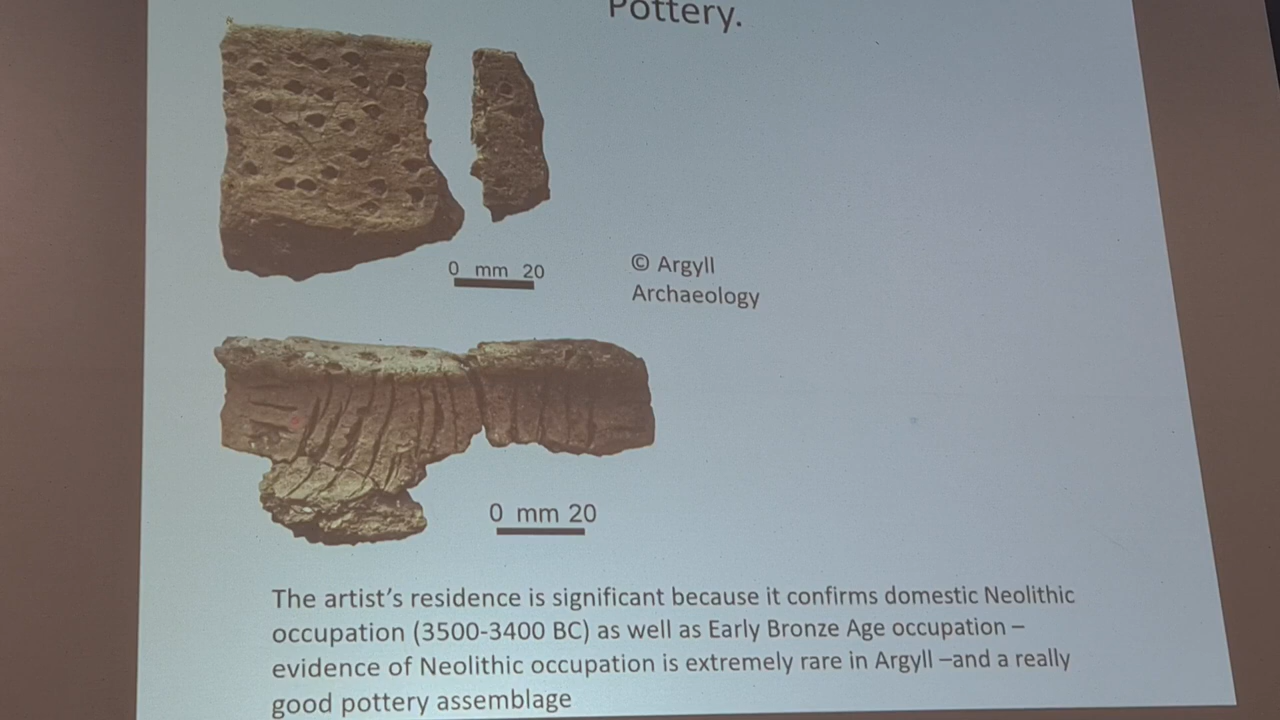 Pottery.
0 mm 20
© Argyll
Archaeology
0 mm 20
The artist’s residence is significant because it confirms domestic Neolithic
occupation (3500-3400 BC) as well as Early Bronze Age occupation –
evidence of Neolithic occupation is extremely rare in Argyll –and a really
good pottery assemblage